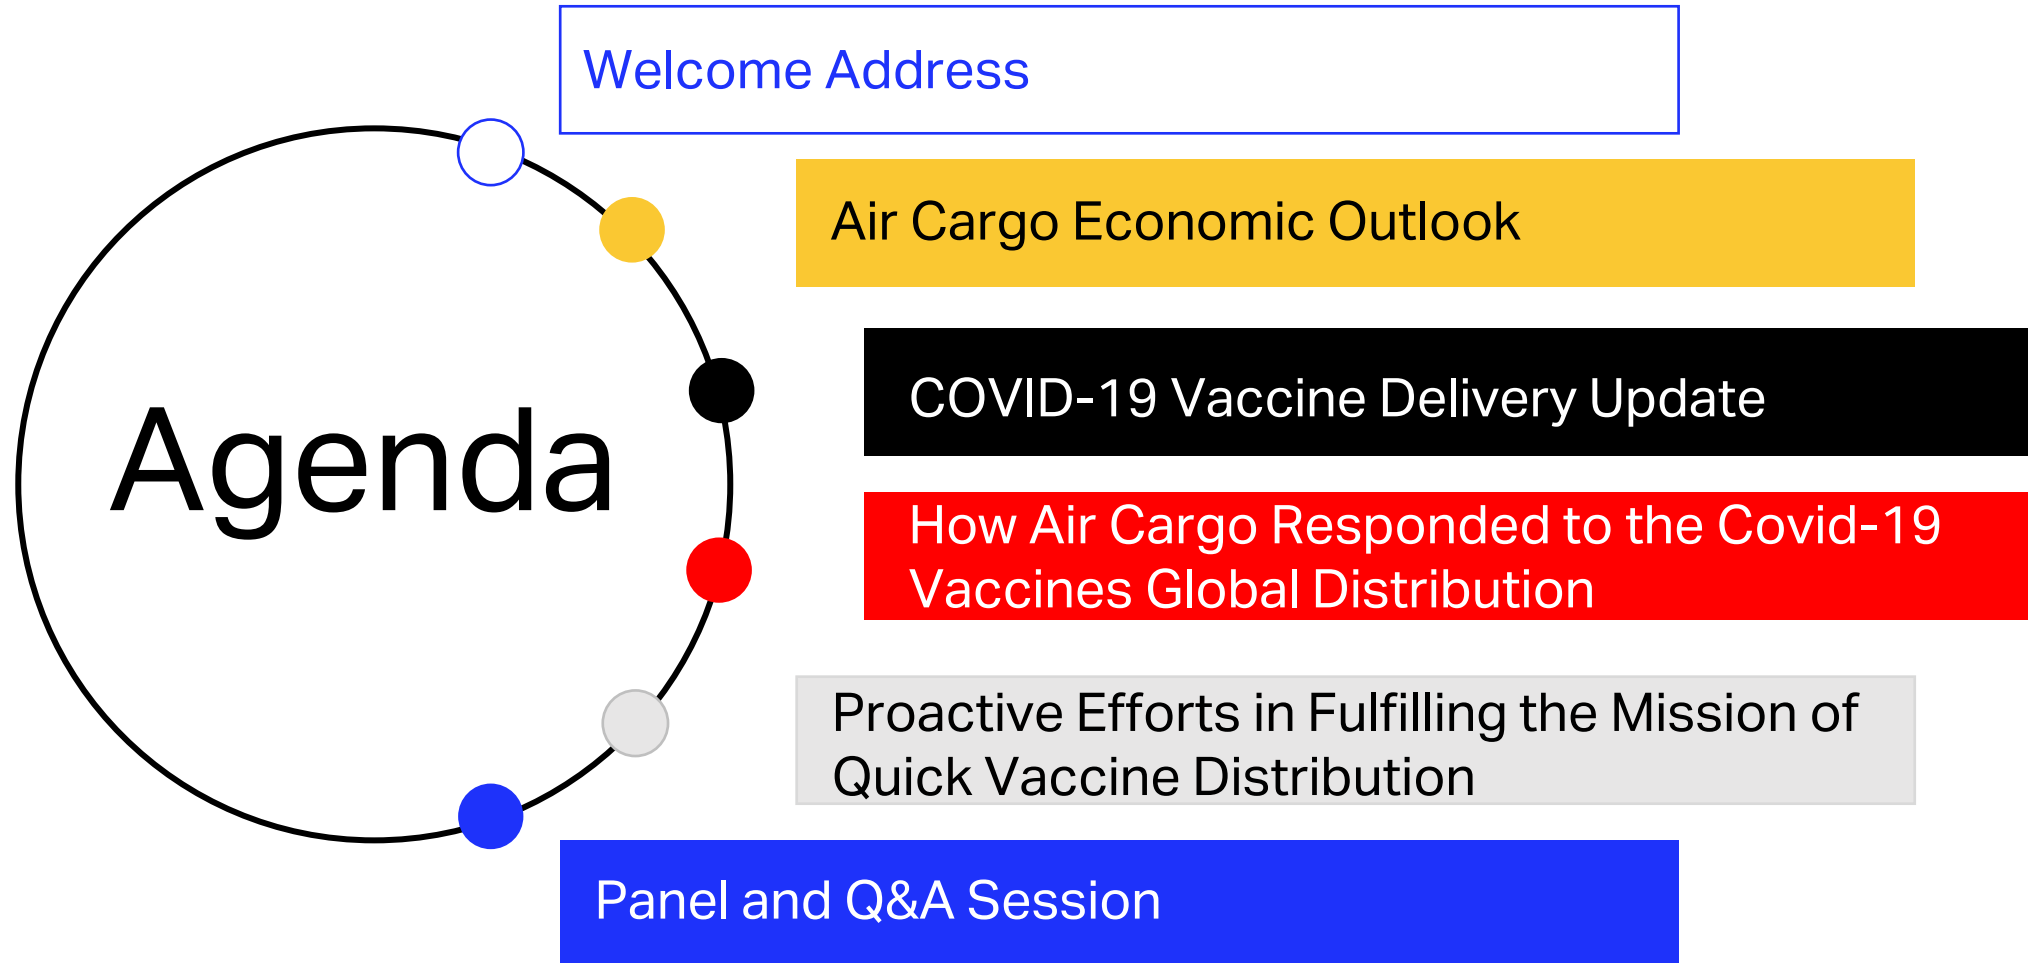 Agenda
Welcome Address
Air Cargo Economic Outlook
COVID-19 Vaccine Delivery Update
How Air Cargo Responded to the Covid-19
Vaccines Global Distribution
Proactive Efforts in Fulfilling the Mission of
Quick Vaccine Distribution
Panel and Q&A Session